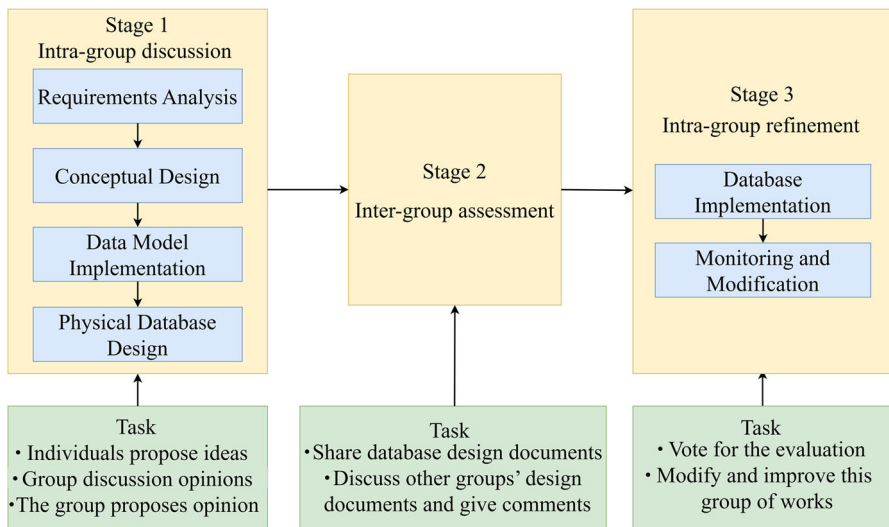 Stage 1
Intra-group discussion
Requirements Analysis
Conceptual Design
Data Model
Implementation
Physical Database
Design
Stage 2
Inter-group assessment
Stage 3
Intra-group refinement
Database
Implementation
Monitoring and
Modification
Task
• Individuals propose ideas
• Group discussion opinions
•The group proposes opinion
Task
•Share database design documents
•Discuss other groups’ design
documents and give comments
Task
• Vote for the evaluation
• Modify and improve this
group of works